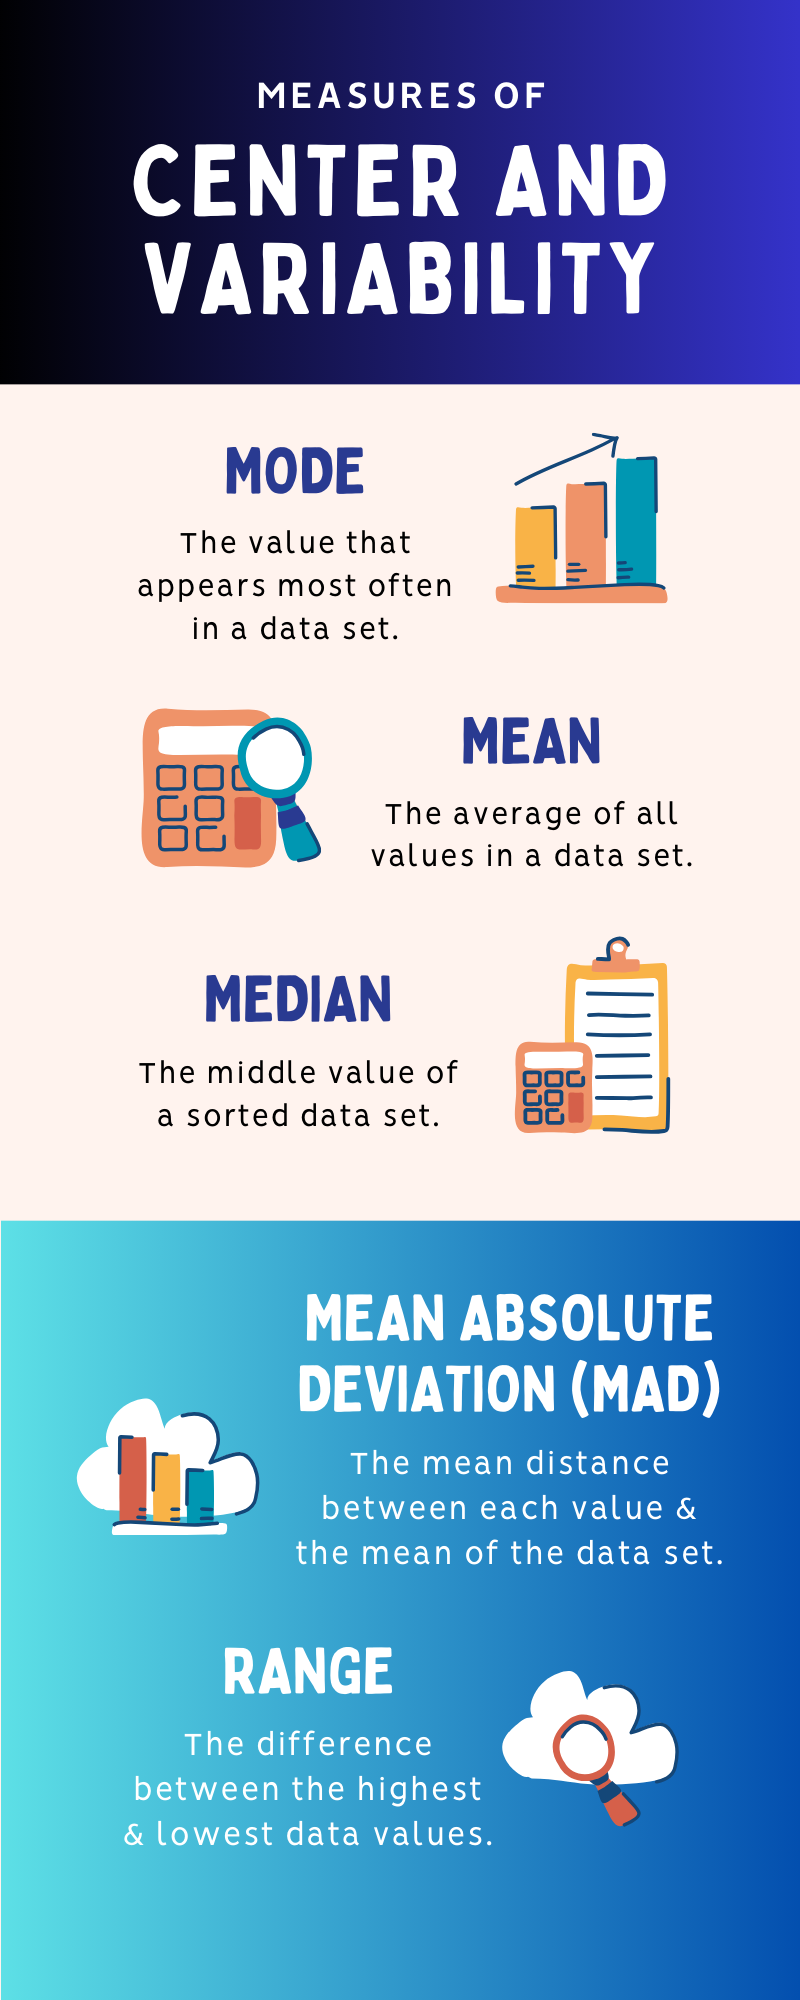 MEASURES OF
CENTER AND
VARIABILITY
MODE
The value that
appears most often
in a data set.
MEAN
The average of all
values in a data set.
MEDIAN
The middle value of
a sorted data set.
MEAN ABSOLUTE
DEVIATION (MAD)
The mean distance
between each value &
the mean of the data set.
RANGE
The difference
between the highest
& lowest data values.